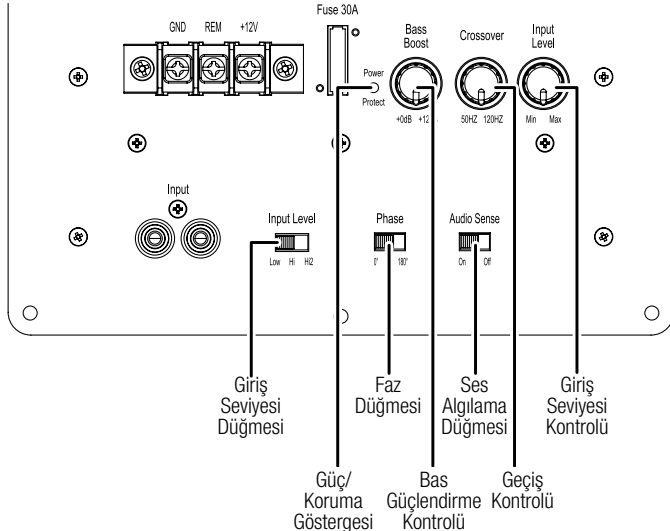 Fuse 30A
GND REM +12V
Bass
Boost
Crossover
Input
Level
Power
Protect
+0dB
50HZ 120HZ
Min Max
Input
Input Level
Low Hi Hi2
Phase
0° 180°
Audio Sense
On Off
Giriş
Seviyesi
Düğmesi
Faz
Düğmesi
Ses
Algılama
Düğmesi
Giriş
Seviyesi
Kontrolü
Güç/
Koruma
Göstergesi
Bas
Güçlendirme
Kontrolü
Geçiş
Kontrolü